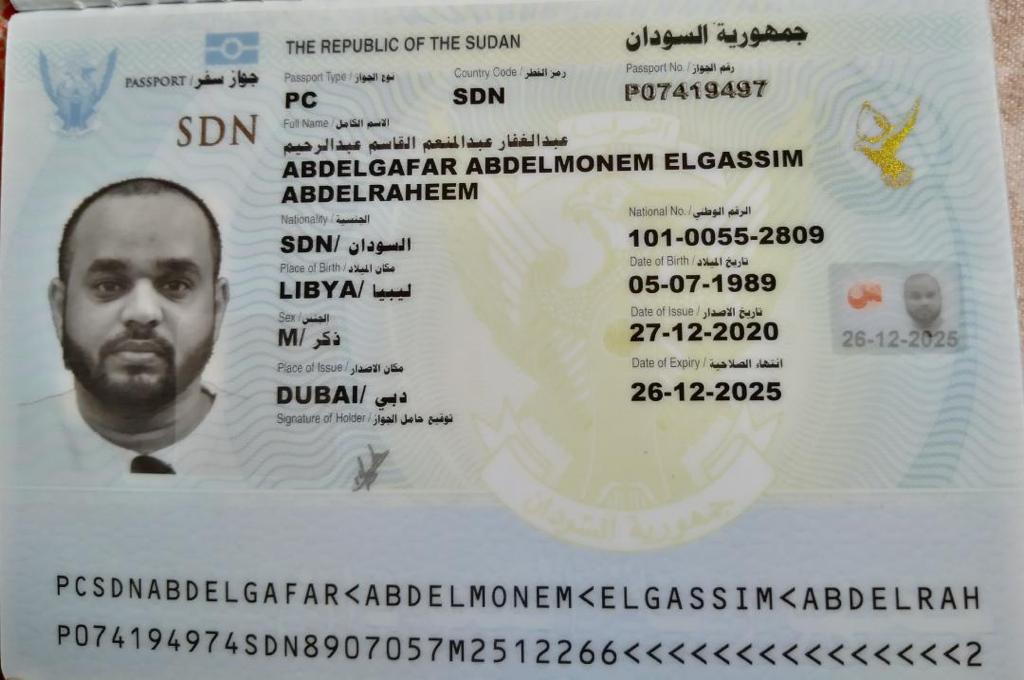 THE REPUBLIC OF THE SUDAN
جمهورية السودان
PASSPORT / جواز سفر
SDN
Passport Type / نوع الجواز
PC
Country Code / رمز القطر
SDN
Passport No. / رقم الجواز
P07419497
Full Name / الاسم الكامل
عبدالغفار عبدالمنعم القاسم عبدالرحيم
ABDELGAFAR ABDELMONEM ELGASSIM
ABDELRAHEEM
Nationality / الجنسية
SDN/ السودان
National No. / الرقم الوطني
101-0055-2809
Place of Birth / مكان الميلاد
LIBYA/ ليبيا
Date of Birth / تاريخ الميلاد
05-07-1989
Sex / الجنس
M/ ذكر
Date of Issue / تاريخ الاصدار
27-12-2020
Place of Issue / مكان الاصدار
DUBAI/ دبي
Date of Expiry / انتهاء الصلاحية
26-12-2025
Signature of Holder / توقيع حامل الجواز
26-12-2025
جمهورية السودان
PCSDNABDELGAFAR<ABDELMONEM<ELGASSIM<ABDELRAH
P074194974SDN8907057M2512266<<<<<<<<<<<<<<<2